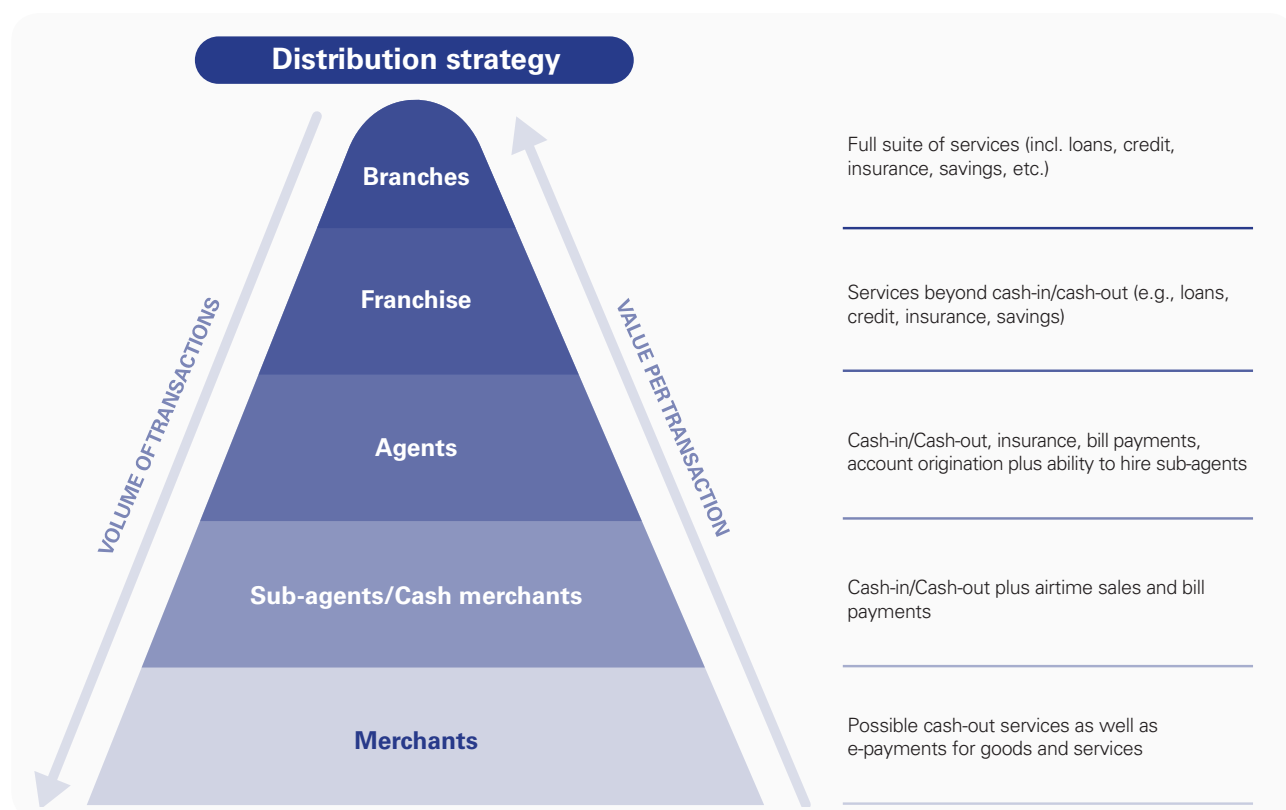 Distribution strategy
Branches
Full suite of services (incl. loans, credit,
insurance, savings, etc.)
Franchise
Services beyond cash-in/cash-out (e.g., loans,
credit, insurance, savings)
VOLUME OF TRANSACTIONS
VALUE PER TRANSACTION
Agents
Cash-in/Cash-out, insurance, bill payments,
account origination plus ability to hire sub-agents
Sub-agents/Cash merchants
Cash-in/Cash-out plus airtime sales and bill
payments
Merchants
Possible cash-out services as well as
e-payments for goods and services